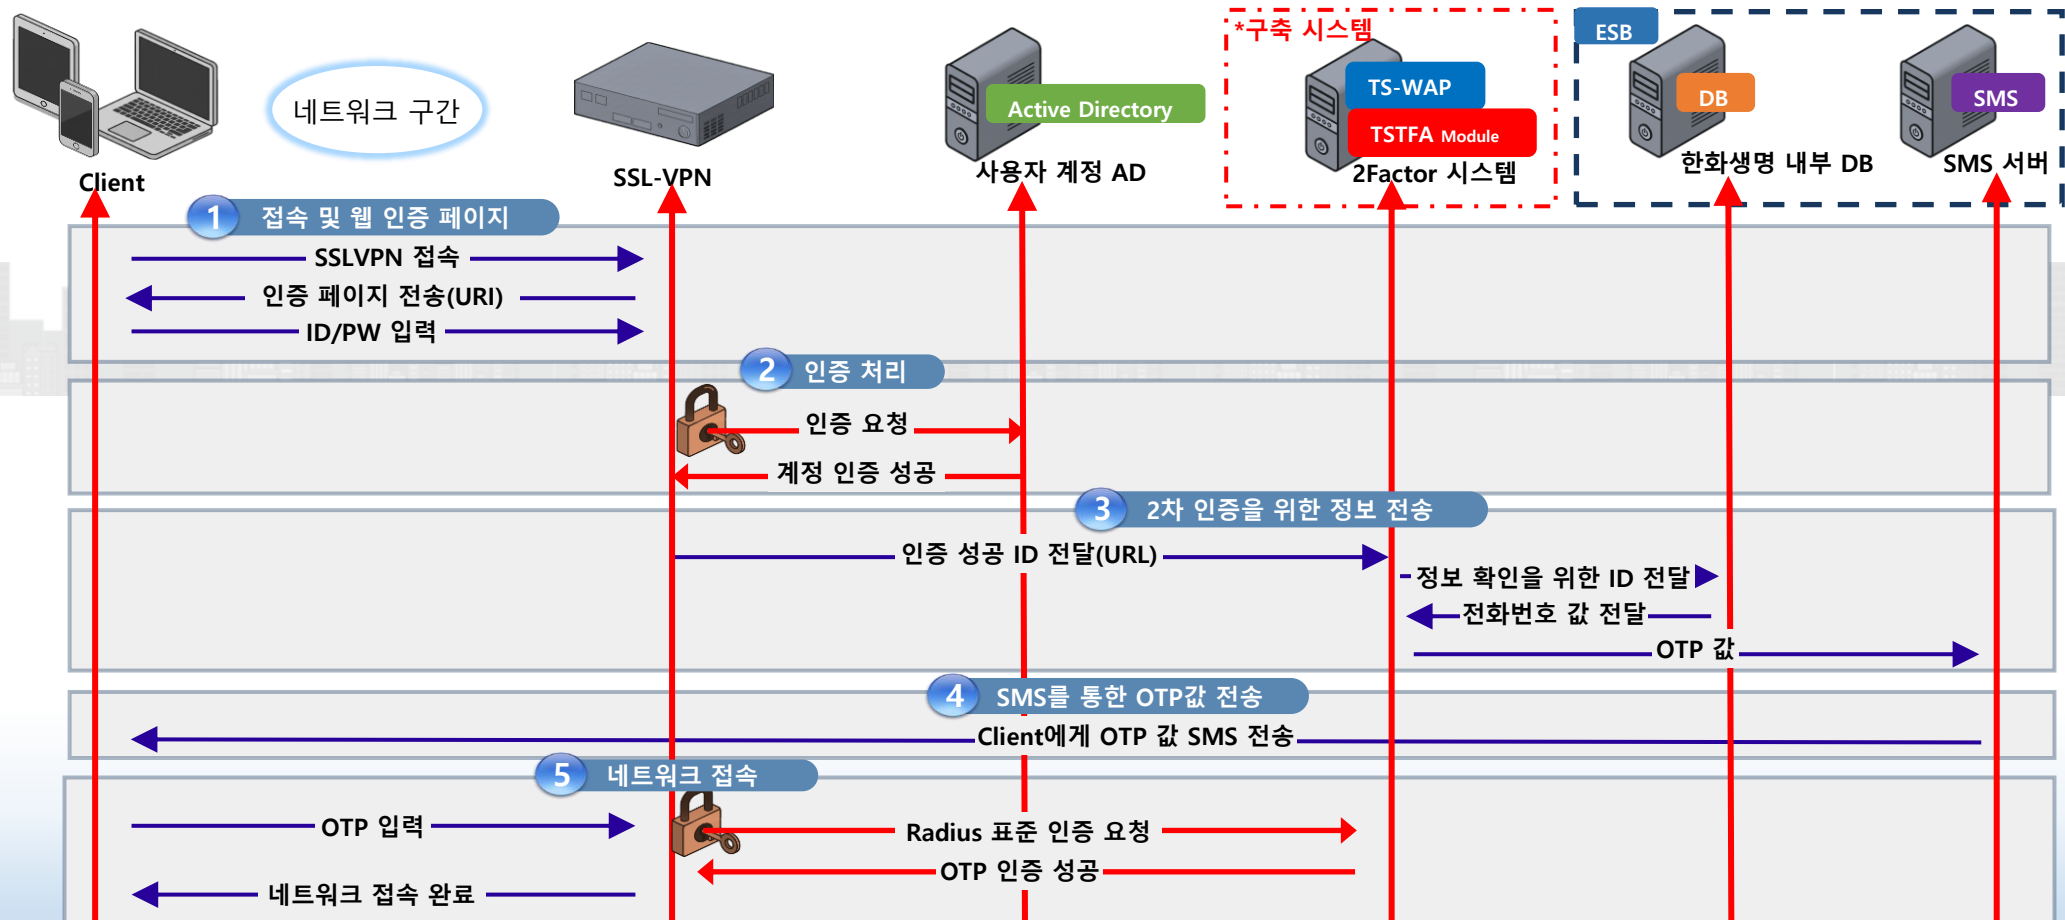 *구축 시스템
ESB
네트워크 구간
Active Directory
TS-WAP
TSTFA Module
DB
SMS
Client
SSL-VPN
사용자 계정 AD
2Factor 시스템
한화생명 내부 DB
SMS 서버
1 접속 및 웹 인증 페이지
SSLVPN 접속
인증 페이지 전송(URI)
ID/PW 입력
2 인증 처리
인증 요청
계정 인증 성공
3 2차 인증을 위한 정보 전송
인증 성공 ID 전달(URL)
정보 확인을 위한 ID 전달
전화번호 값 전달
OTP 값
4 SMS를 통한 OTP값 전송
Client에게 OTP 값 SMS 전송
5 네트워크 접속
OTP 입력
Radius 표준 인증 요청
OTP 인증 성공
네트워크 접속 완료